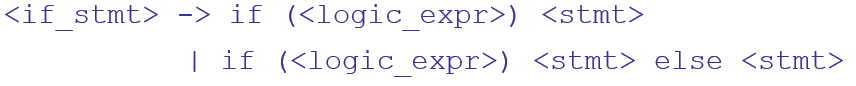 <if_stmt> -> if (<logic_expr>) <stmt>
| if (<logic_expr>) <stmt> else <stmt>